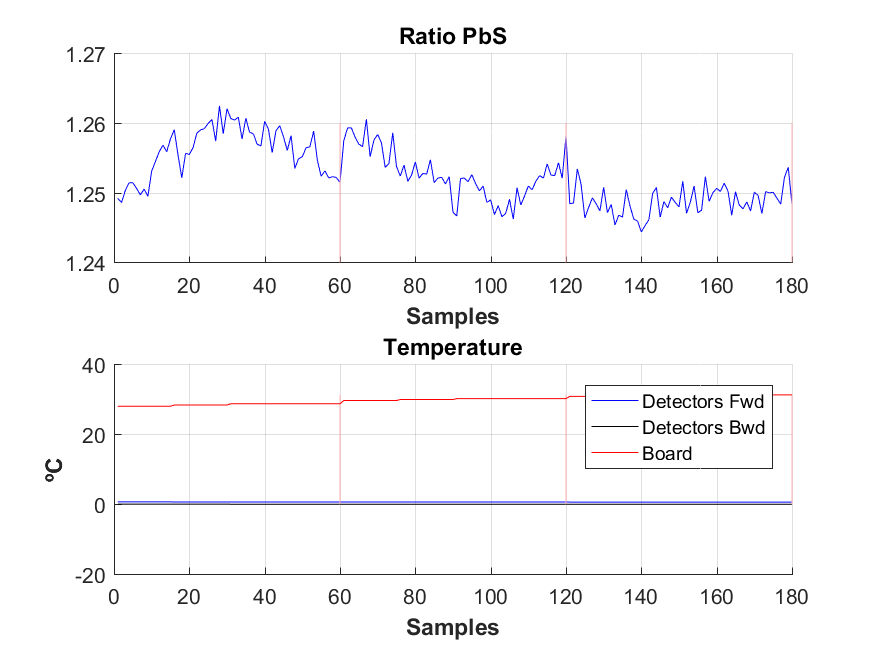 Ratio PbS
1.27
1.26
1.25
1.24
0 20 40 60 80 100 120 140 160 180
Samples
Temperature
40
20
0
-20
ºC
Detectors Fwd
Detectors Bwd
Board
0 20 40 60 80 100 120 140 160 180
Samples